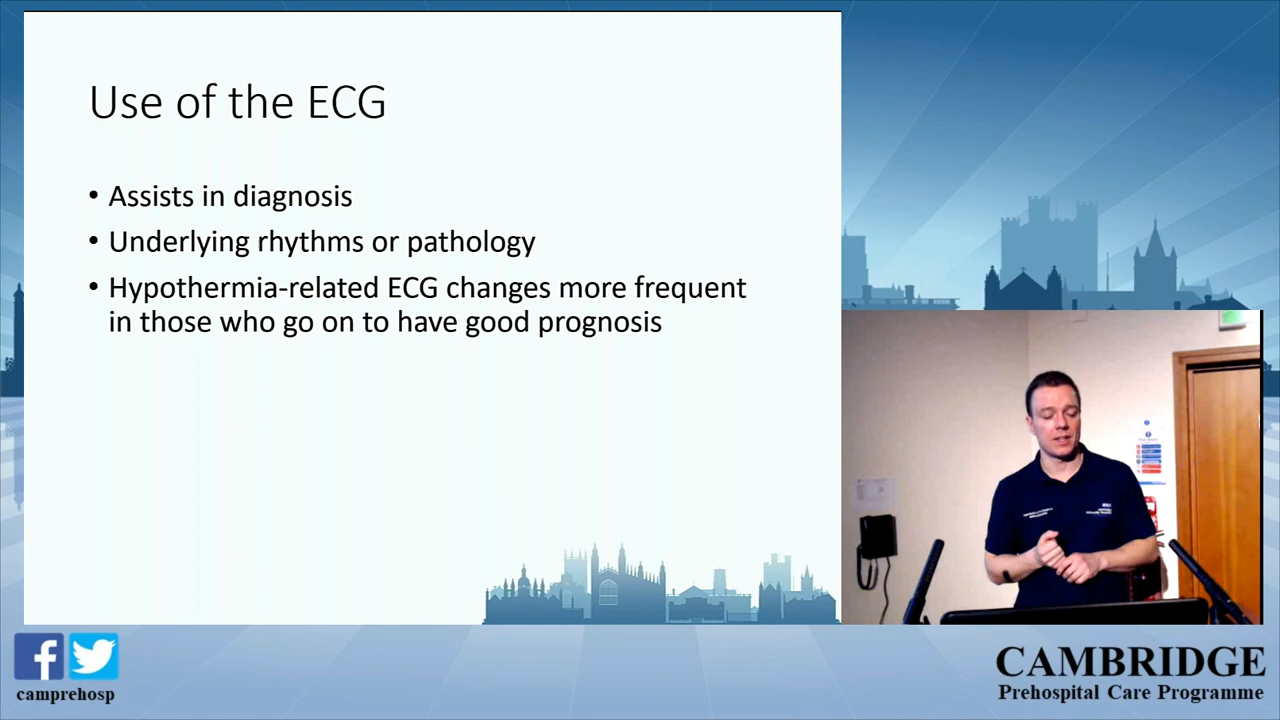 Use of the ECG
• Assists in diagnosis
• Underlying rhythms or pathology
• Hypothermia-related ECG changes more frequent
in those who go on to have good prognosis
camprehosp
CAMBRIDGE
Prehospital Care Programme